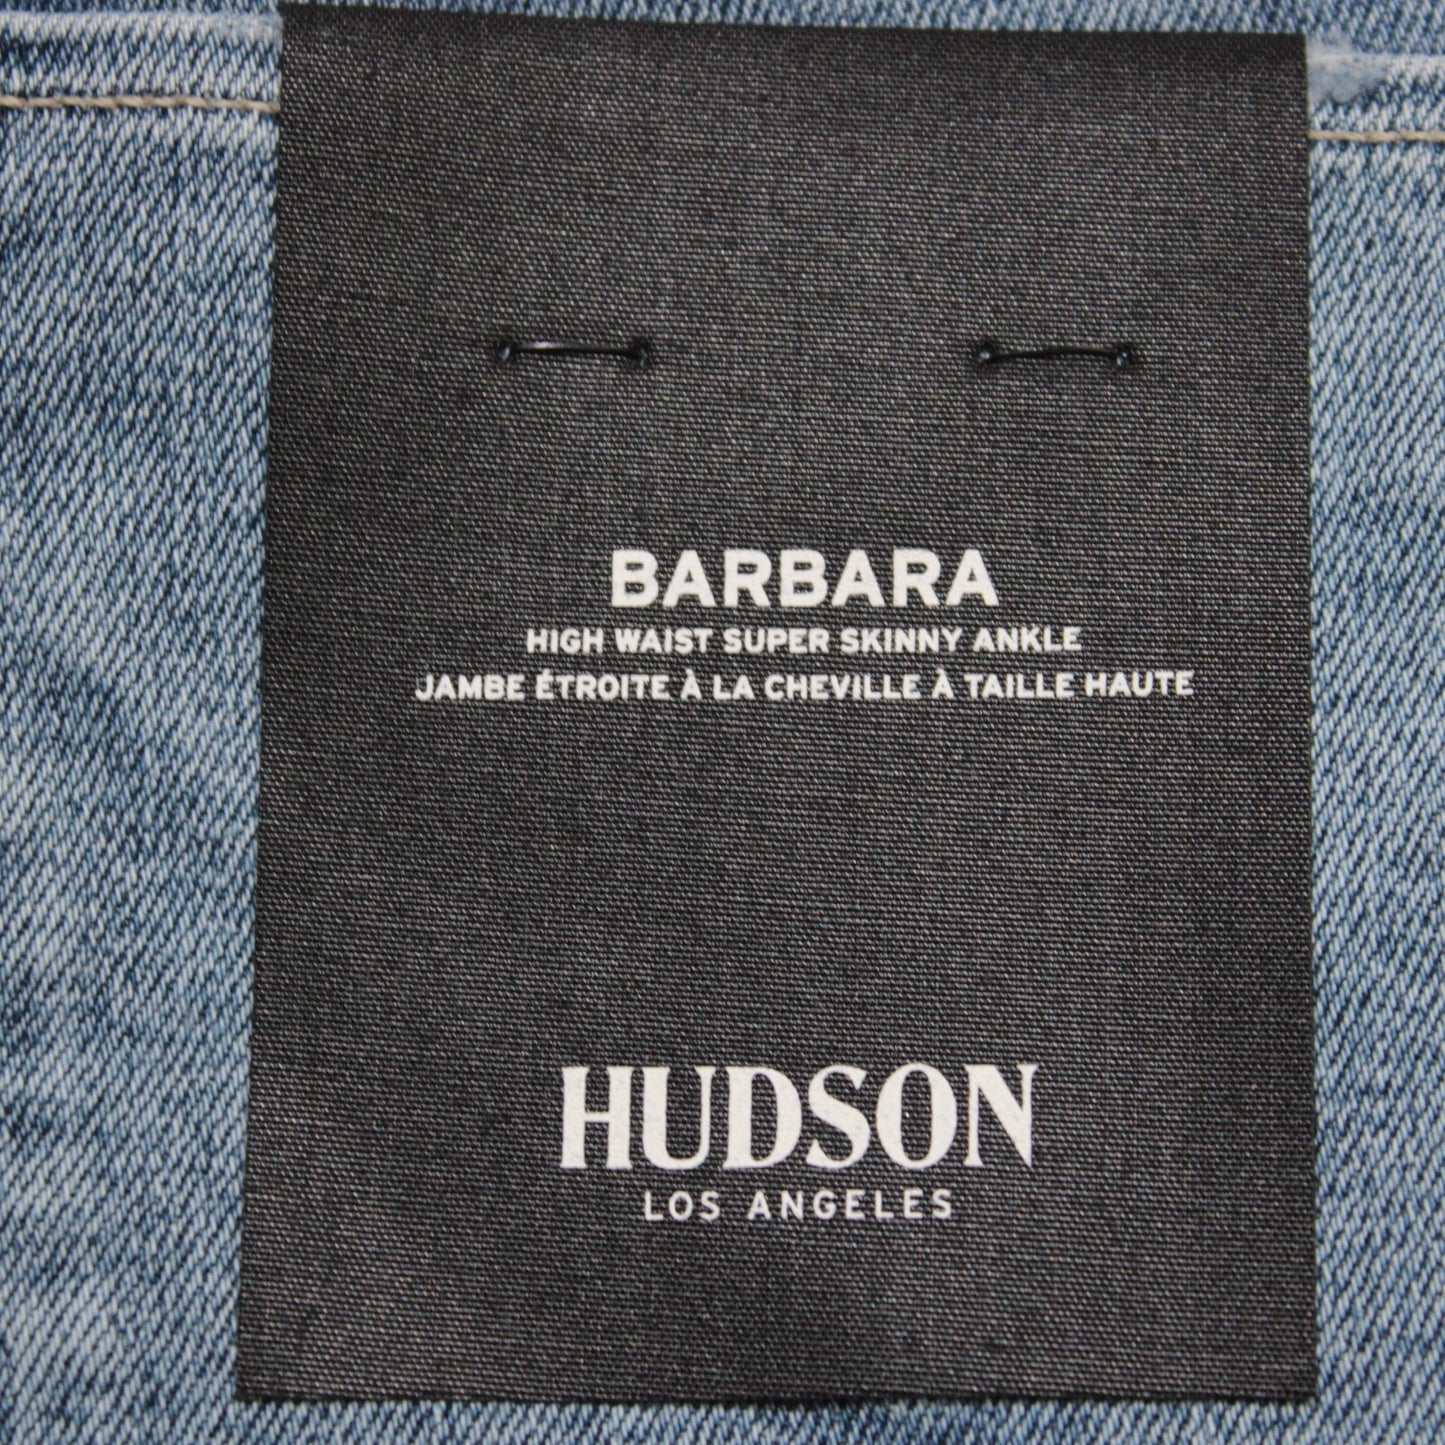 BARBARA
HIGH WAIST SUPER SKINNY ANKLE
JAMBE ÉTROITE À LA CHEVILLE À TAILLE HAUTE
HUDSON
LOS ANGELES